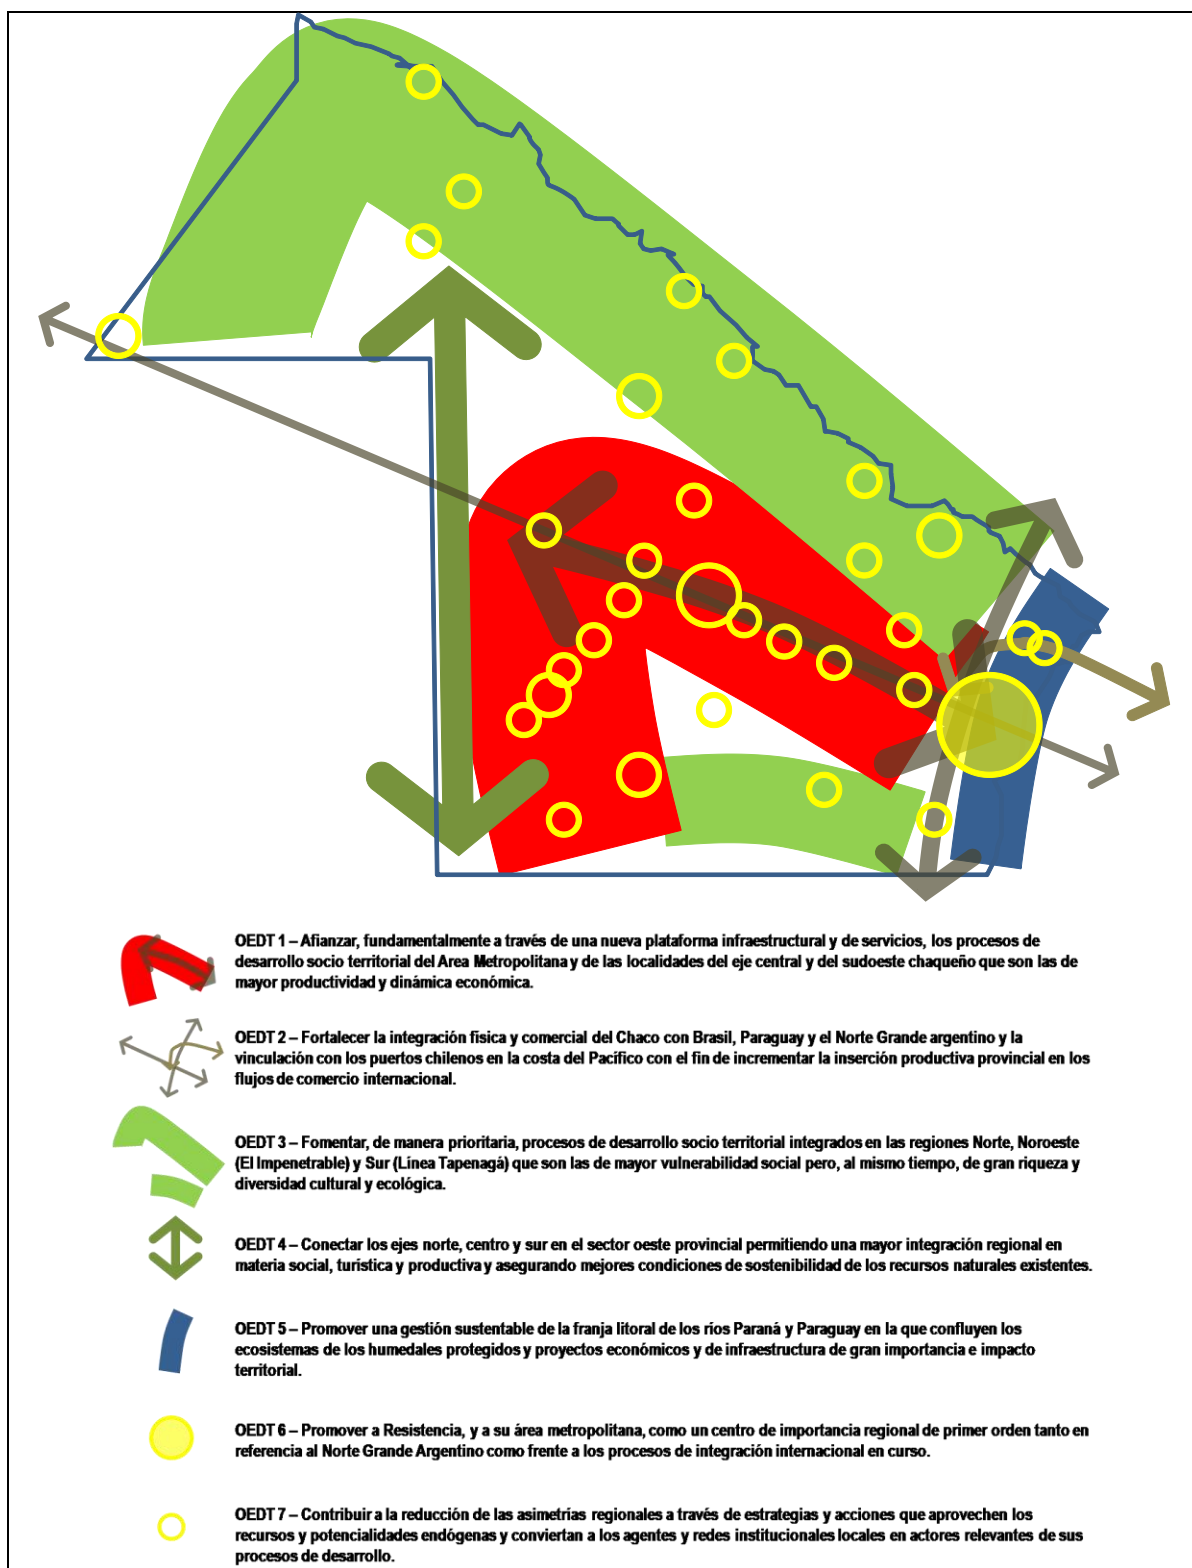 OEDT 1 – Afianzar, fundamentalmente a través de una nueva plataforma infraestructural y de servicios, los procesos de
desarrollo socio territorial del Area Metropolitana y de las localidades del eje central y del sudoeste chaqueño que son las de
mayor productividad y dinámica económica.
OEDT 2 – Fortalecer la integración física y comercial del Chaco con Brasil, Paraguay y el Norte Grande argentino y la
vinculación con los puertos chilenos en la costa del Pacífico con el fin de incrementar la inserción productiva provincial en los
flujos de comercio internacional.
OEDT 3 – Fomentar, de manera prioritaria, procesos de desarrollo socio territorial integrados en las regiones Norte, Noroeste
(El Impenetrable) y Sur (Línea Tapenagá) que son las de mayor vulnerabilidad social pero, al mismo tiempo, de gran riqueza y
diversidad cultural y ecológica.
OEDT 4 – Conectar los ejes norte, centro y sur en el sector oeste provincial permitiendo una mayor integración regional en
materia social, turística y productiva y asegurando mejores condiciones de sostenibilidad de los recursos naturales existentes.
OEDT 5 – Promover una gestión sustentable de la franja litoral de los ríos Paraná y Paraguay en la que confluyen los
ecosistemas de los humedales protegidos y proyectos económicos y de infraestructura de gran importancia e impacto
territorial.
OEDT 6 – Promover a Resistencia, y a su área metropolitana, como un centro de importancia regional de primer orden tanto en
referencia al Norte Grande Argentino como frente a los procesos de integración internacional en curso.
OEDT 7 – Contribuir a la reducción de las asimetrías regionales a través de estrategias y acciones que aprovechen los
recursos y potencialidades endógenas y conviertan a los agentes y redes institucionales locales en actores relevantes de sus
procesos de desarrollo.